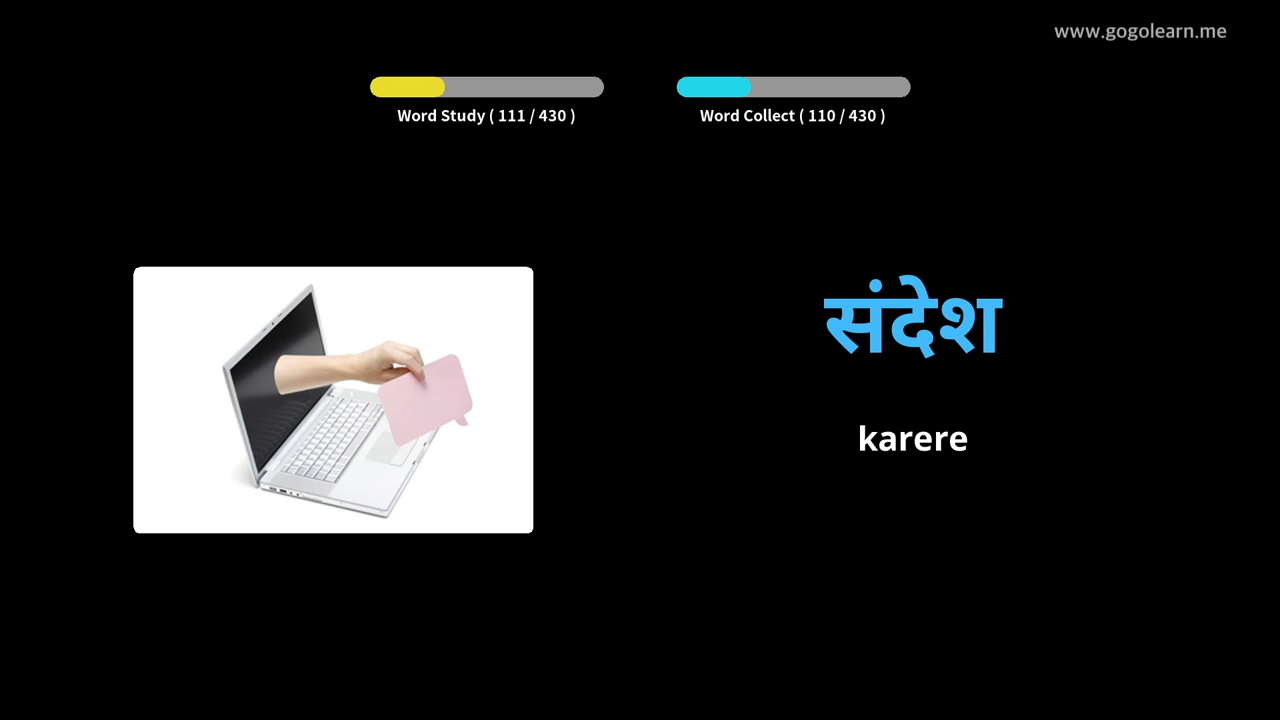 www.gogolearn.me
Word Study ( 111 / 430 )
Word Collect ( 110 / 430 )
संदेश
karere